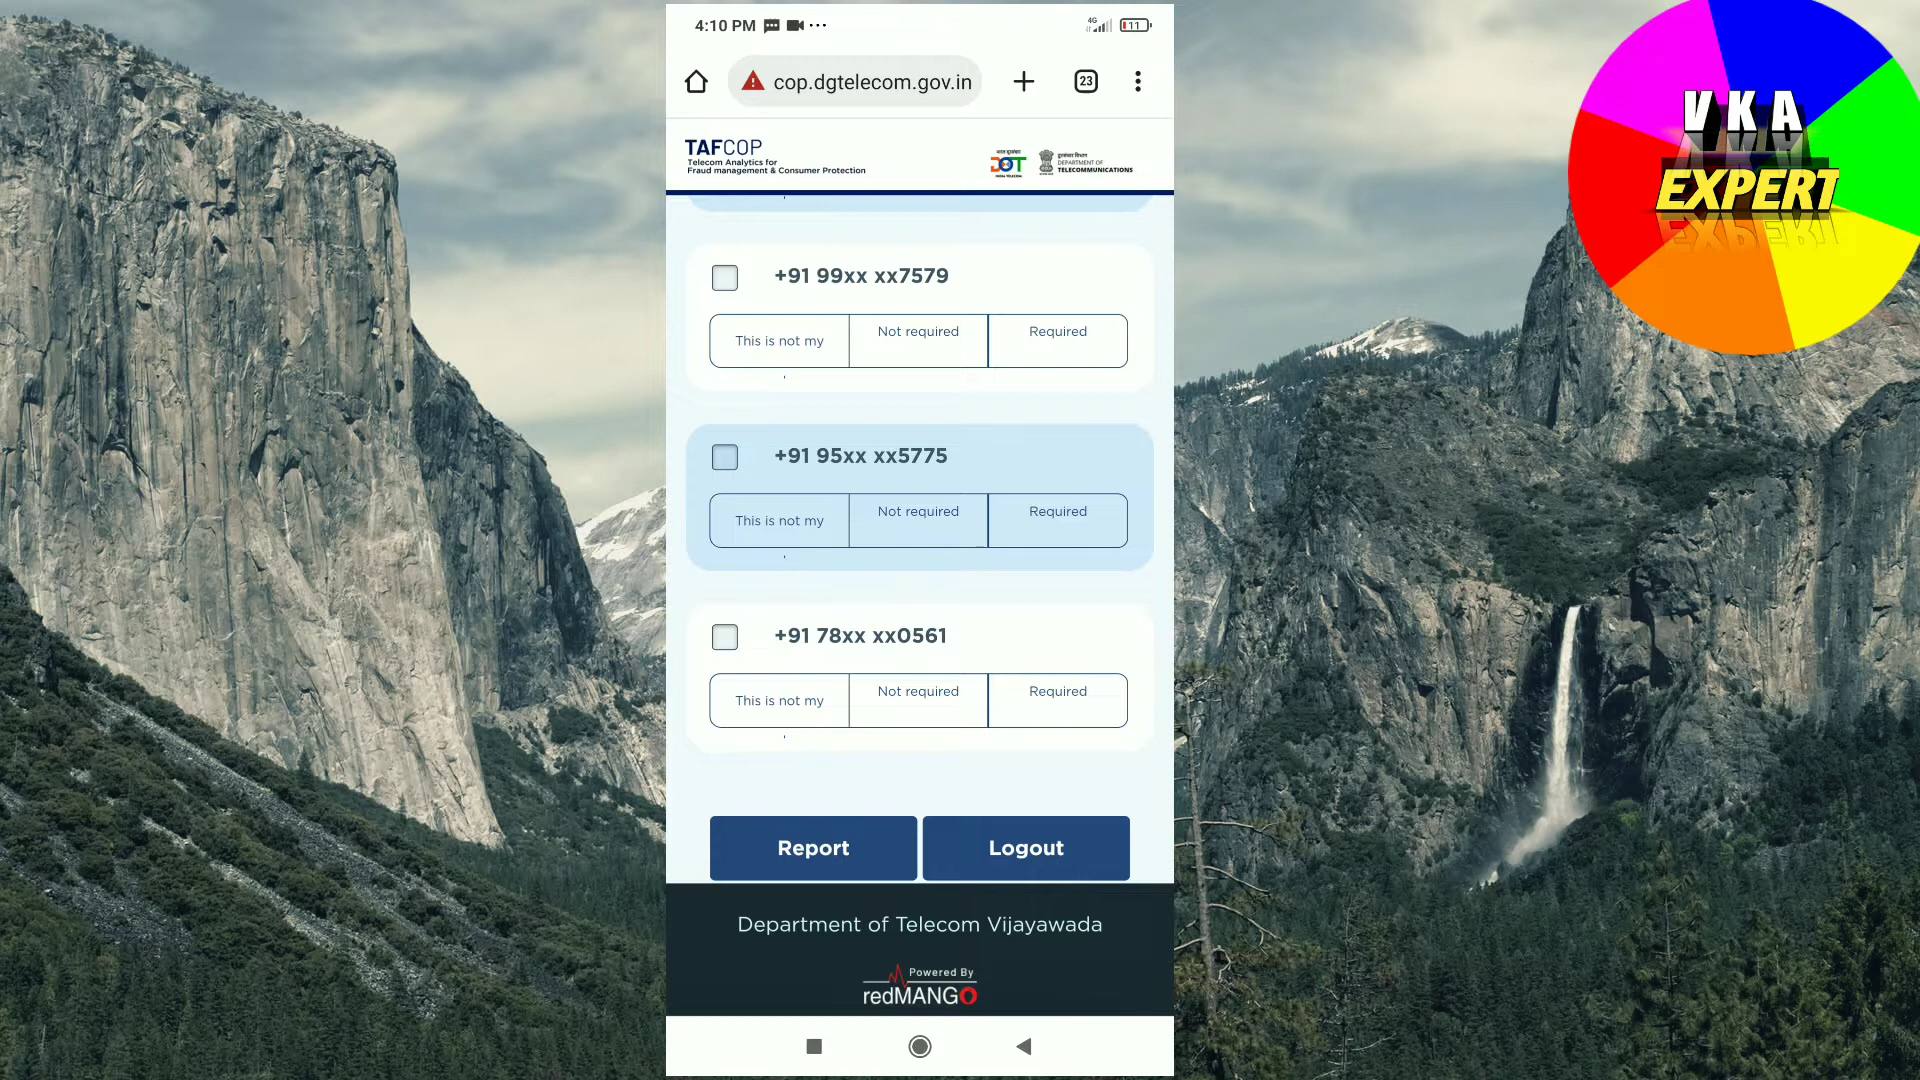 4:10 PM
4G
11
cop.dgtelecom.gov.in
23
TAFCOP
Telecom Analytics for
Fraud management & Consumer Protection
DOT
DEPARTMENT OF
TELECOMMUNICATIONS
+91 99xx xx7579
This is not my
Not required
Required
+91 95xx xx5775
This is not my
Not required
Required
+91 78xx xx0561
This is not my
Not required
Required
Report
Logout
Department of Telecom Vijayawada
Powered By
redMANGO
VKA
EXPERT